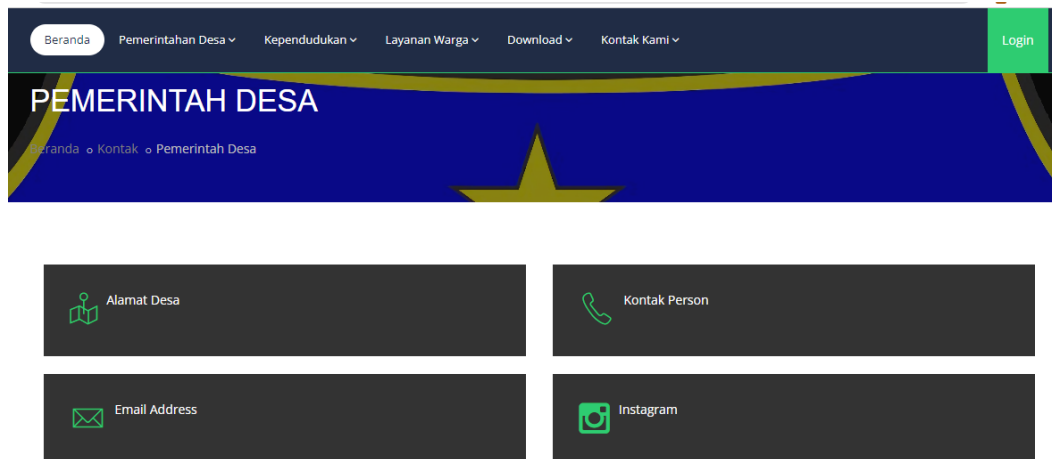 Beranda Pemerintahan Desa Kependudukan Layanan Warga Download Kontak Kami Login
PEMERINTAH DESA
Beranda Kontak Pemerintah Desa
Alamat Desa Kontak Person
Email Address Instagram